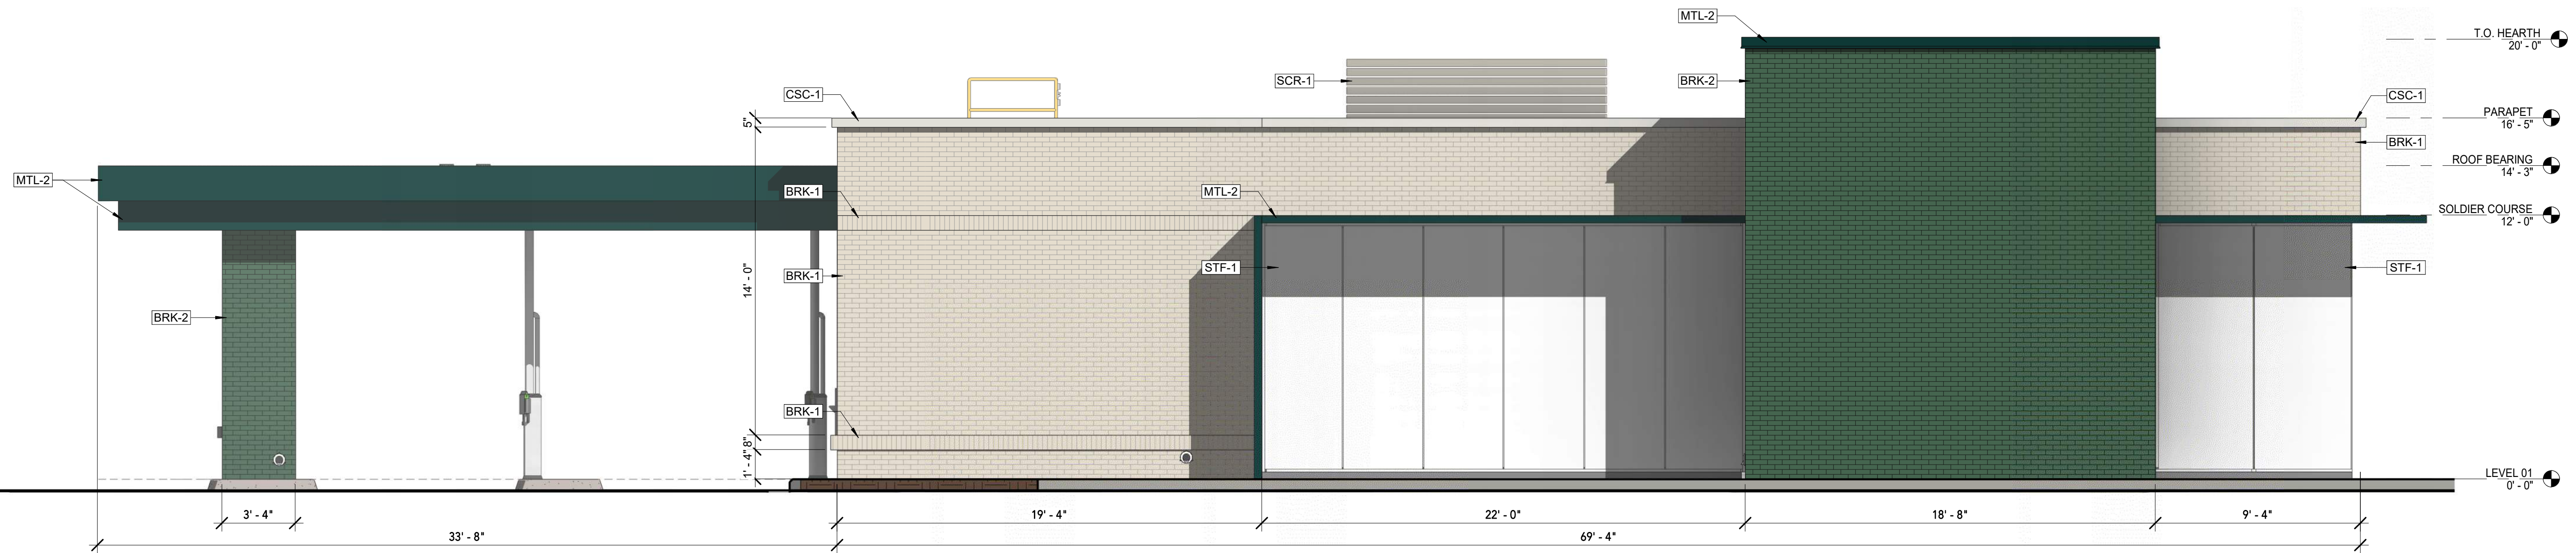 MTL-2
T.O. HEARTH
20' - 0"
SCR-1
BRK-2
CSC-1
CSC-1
PARAPET
16' - 5"
5"
BRK-1
ROOF BEARING
14' - 3"
MTL-2
BRK-1
MTL-2
SOLDIER COURSE
12' - 0"
STF-1
STF-1
BRK-1
14' - 0"
BRK-2
BRK-1
8"
1' - 4"
LEVEL 01
0' - 0"
3' - 4"
19' - 4"
22' - 0"
18' - 8"
9' - 4"
33' - 8"
69' - 4"